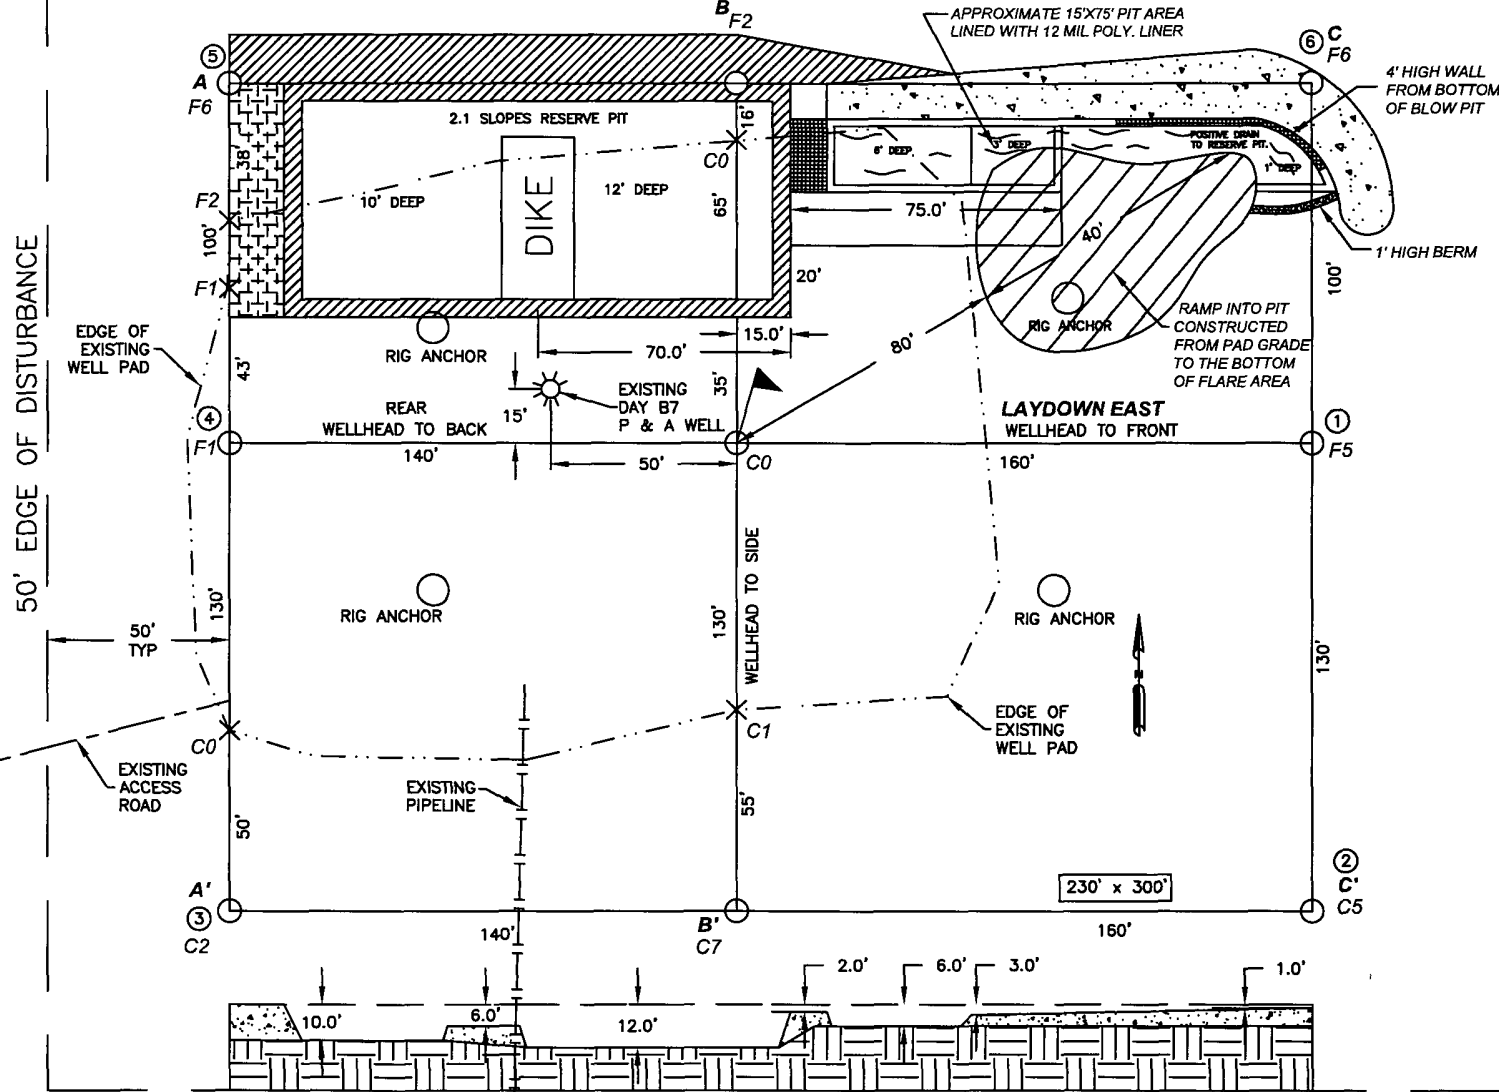 B
F2
APPROXIMATE 15'X75' PIT AREA
LINED WITH 12 MIL POLY. LINER
5
A
F6
6
C
F6
4' HIGH WALL
FROM BOTTOM
OF BLOW PIT
2.1 SLOPES RESERVE PIT
16'
C0
38'
F2
100'
F1
10' DEEP
DIKE
12' DEEP
65'
6' DEEP
3' DEEP
POSITIVE DRAIN
TO RESERVE PIT.
1' DEEP
75.0'
40'
1' HIGH BERM
100'
20'
RIG ANCHOR
RAMP INTO PIT
CONSTRUCTED
FROM PAD GRADE
TO THE BOTTOM
OF FLARE AREA
50' EDGE OF DISTURBANCE
EDGE OF
EXISTING
WELL PAD
43'
RIG ANCHOR
15.0'
70.0'
80'
35'
15'
EXISTING
DAY B7
P & A WELL
REAR
WELLHEAD TO BACK
LAYDOWN EAST
WELLHEAD TO FRONT
4
F1
140'
50'
C0
160'
1
F5
130'
RIG ANCHOR
130'
WELLHEAD TO SIDE
RIG ANCHOR
130'
N
50'
TYP
C0
C1
EDGE OF
EXISTING
WELL PAD
EXISTING
ACCESS
ROAD
EXISTING
PIPELINE
50'
55'
230' x 300'
A'
3
C2
140'
B'
C7
160'
2
C'
C5
2.0'
6.0'
3.0'
1.0'
10.0'
6.0'
12.0'